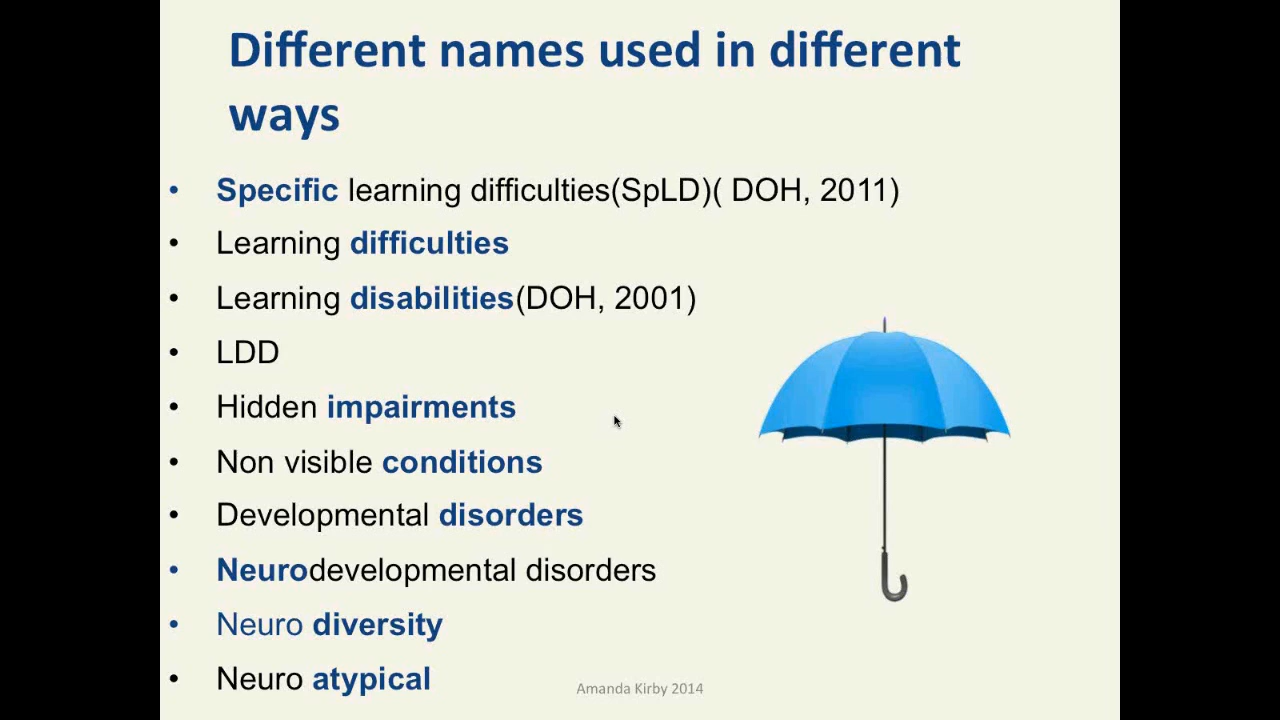 Different names used in different
ways
• Specific learning difficulties(SpLD)( DOH, 2011)
• Learning difficulties
• Learning disabilities(DOH, 2001)
• LDD
• Hidden impairments
• Non visible conditions
• Developmental disorders
• Neurodevelopmental disorders
• Neuro diversity
• Neuro atypical
Amanda Kirby 2014